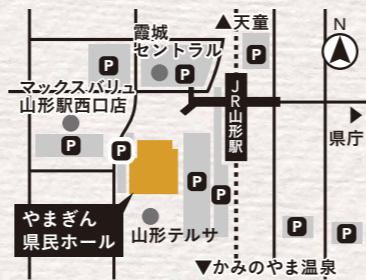 ▲天童
N
霞城
セントラル
P
P
P
マックスバリュ
山形駅西口店
JR山形駅
▶
県庁
P
P
P
P
やまぎん
県民ホール
山形テルサ
P
P
▼かみのやま温泉